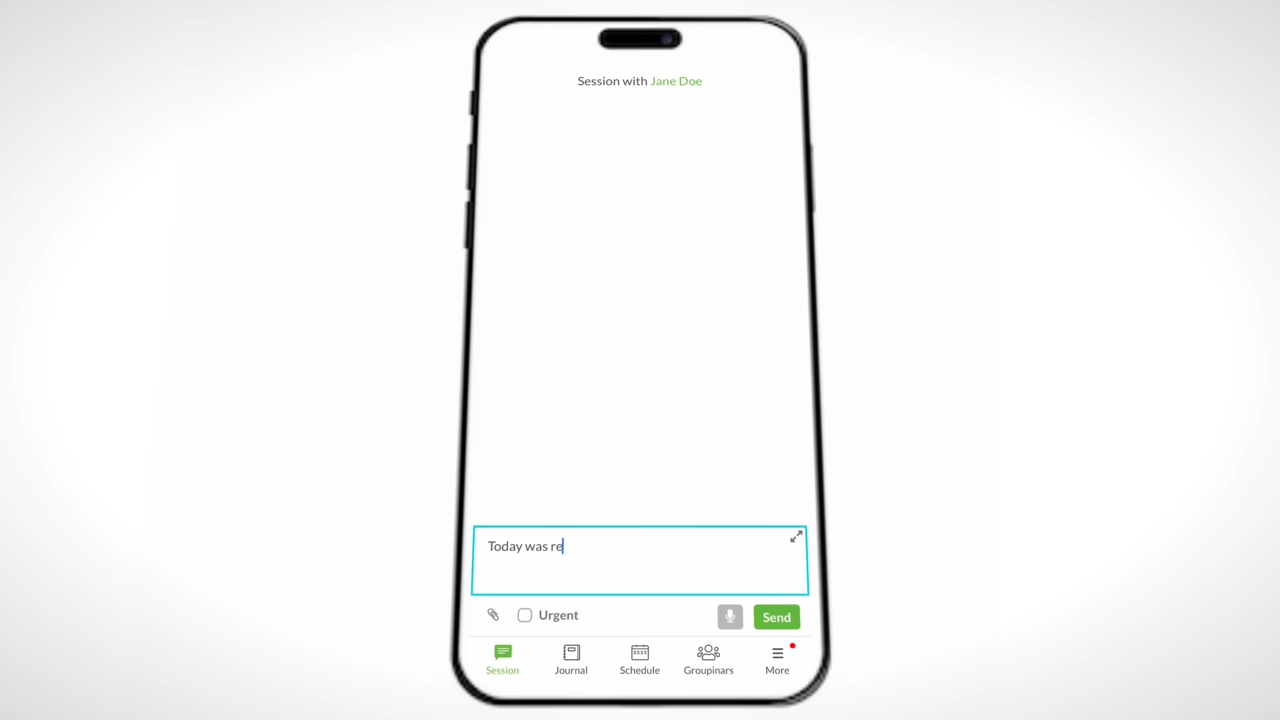 Session with Jane Doe
Today was re
Urgent
Send
Session
Journal
Schedule
Groupinars
More